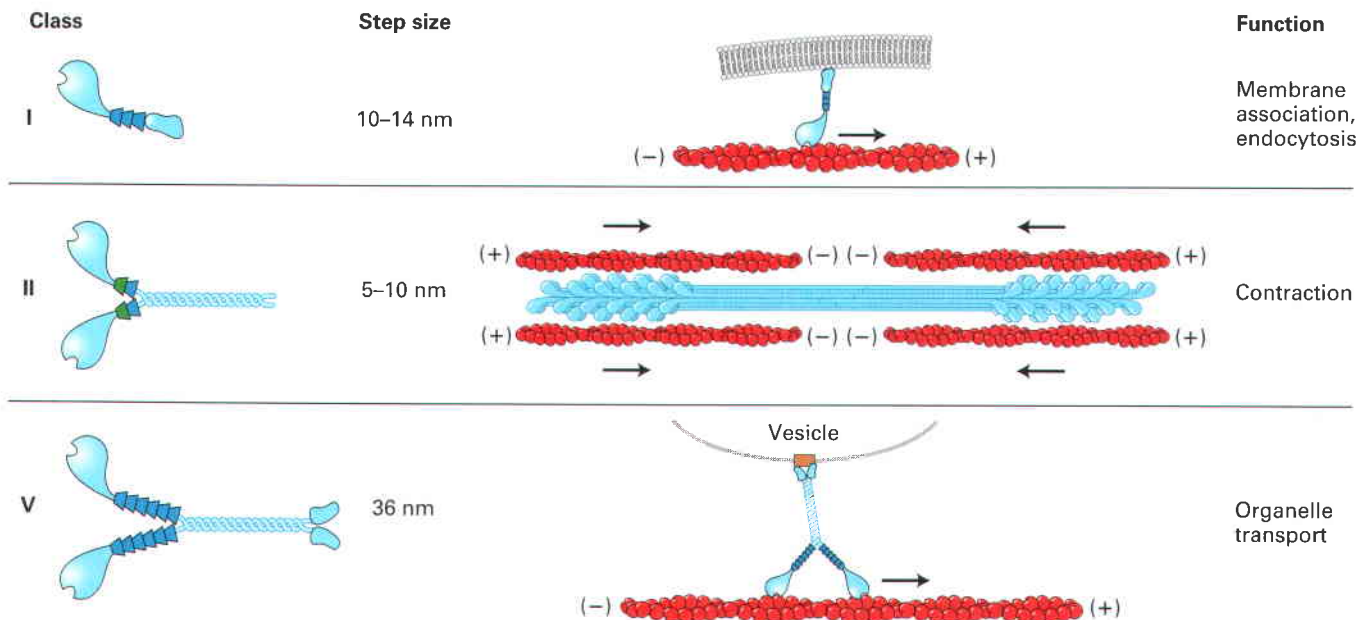 Class
Step size
Function
I
10–14 nm
(−)
(+)
Membrane
association,
endocytosis
II
5–10 nm
(+)
(−) (−)
(+)
(+)
(−) (−)
(+)
Contraction
V
36 nm
Vesicle
(−)
(+)
Organelle
transport